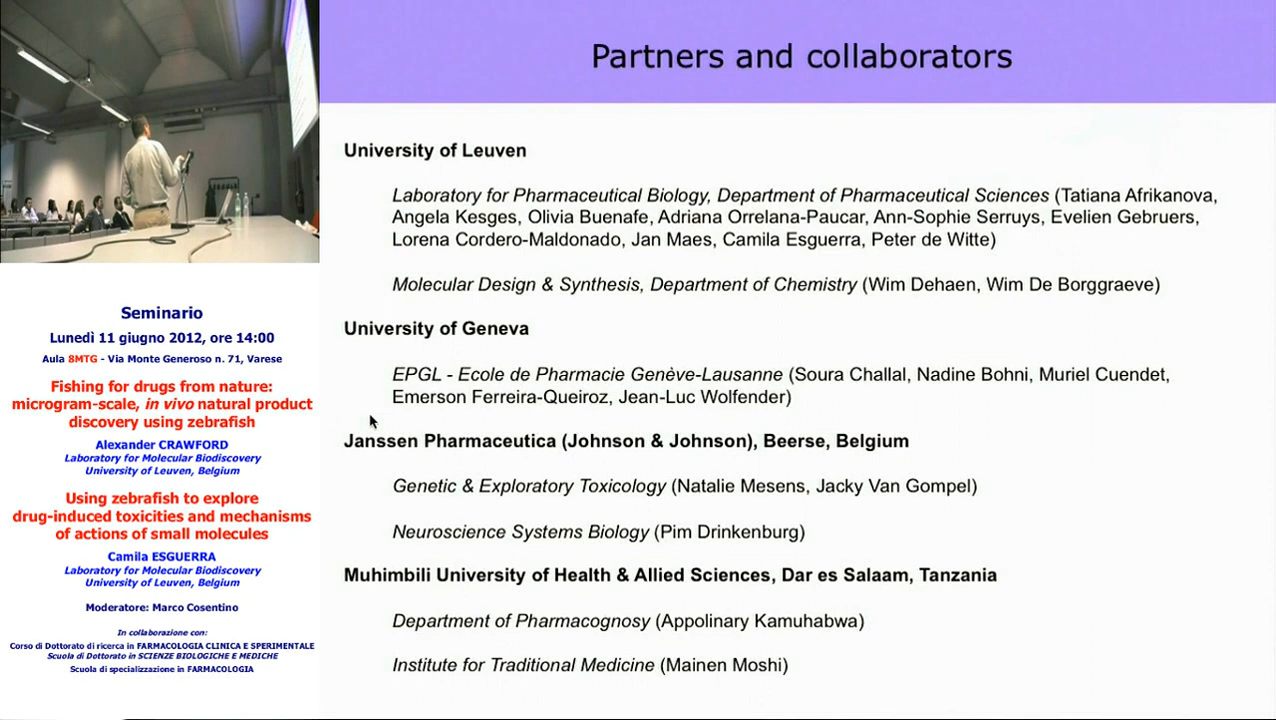 Partners and collaborators
University of Leuven
Laboratory for Pharmaceutical Biology, Department of Pharmaceutical Sciences (Tatiana Afrikanova,
Angela Kesges, Olivia Buenafe, Adriana Orrelana-Paucar, Ann-Sophie Serruys, Evelien Gebruers,
Lorena Cordero-Maldonado, Jan Maes, Camila Esguerra, Peter de Witte)
Molecular Design & Synthesis, Department of Chemistry (Wim Dehaen, Wim De Borggraeve)
University of Geneva
EPGL - Ecole de Pharmacie Genève-Lausanne (Soura Challal, Nadine Bohni, Muriel Cuendet,
Emerson Ferreira-Queiroz, Jean-Luc Wolfender)
Janssen Pharmaceutica (Johnson & Johnson), Beerse, Belgium
Genetic & Exploratory Toxicology (Natalie Mesens, Jacky Van Gompel)
Neuroscience Systems Biology (Pim Drinkenburg)
Muhimbili University of Health & Allied Sciences, Dar es Salaam, Tanzania
Department of Pharmacognosy (Appolinary Kamuhabwa)
Institute for Traditional Medicine (Mainen Moshi)
Seminario
Lunedì 11 giugno 2012, ore 14:00
Aula 8MTG - Via Monte Generoso n. 71, Varese
Fishing for drugs from nature:
microgram-scale, in vivo natural product
discovery using zebrafish
Alexander CRAWFORD
Laboratory for Molecular Biodiscovery
University of Leuven, Belgium
Using zebrafish to explore
drug-induced toxicities and mechanisms
of actions of small molecules
Camila ESGUERRA
Laboratory for Molecular Biodiscovery
University of Leuven, Belgium
Moderatore: Marco Cosentino
In collaborazione con:
Corso di Dottorato di ricerca in FARMACOLOGIA CLINICA E SPERIMENTALE
Scuola di Dottorato in SCIENZE BIOLOGICHE E MEDICHE
Scuola di specializzazione in FARMACOLOGIA